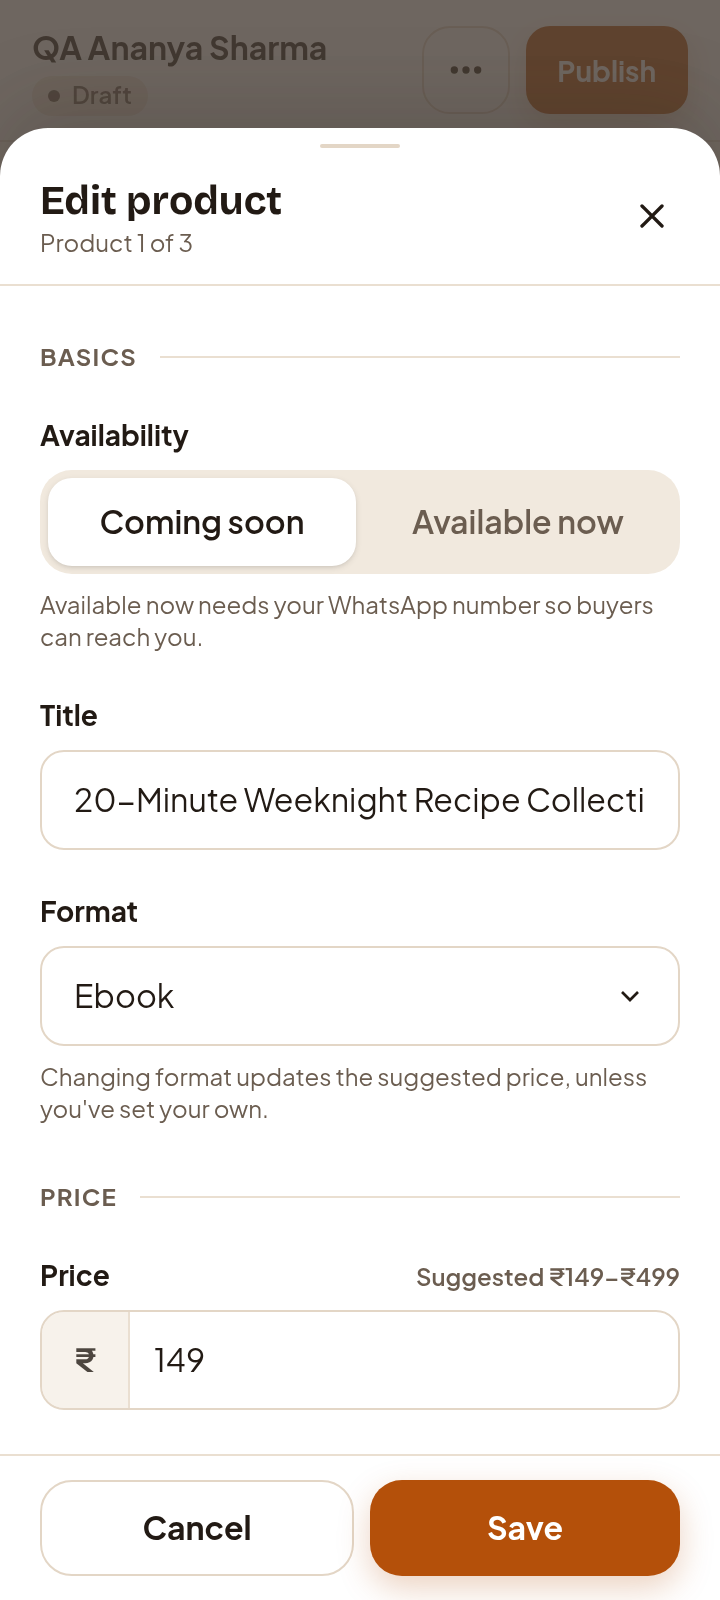 QA Ananya Sharma
Draft
Publish
Edit product
Product 1 of 3
BASICS
Availability
Coming soon
Available now
Available now needs your WhatsApp number so buyers
can reach you.
Title
20–Minute Weeknight Recipe Collecti
Format
Ebook
Changing format updates the suggested price, unless
you've set your own.
PRICE
Price
Suggested ₹149–₹499
₹ 149
Cancel
Save